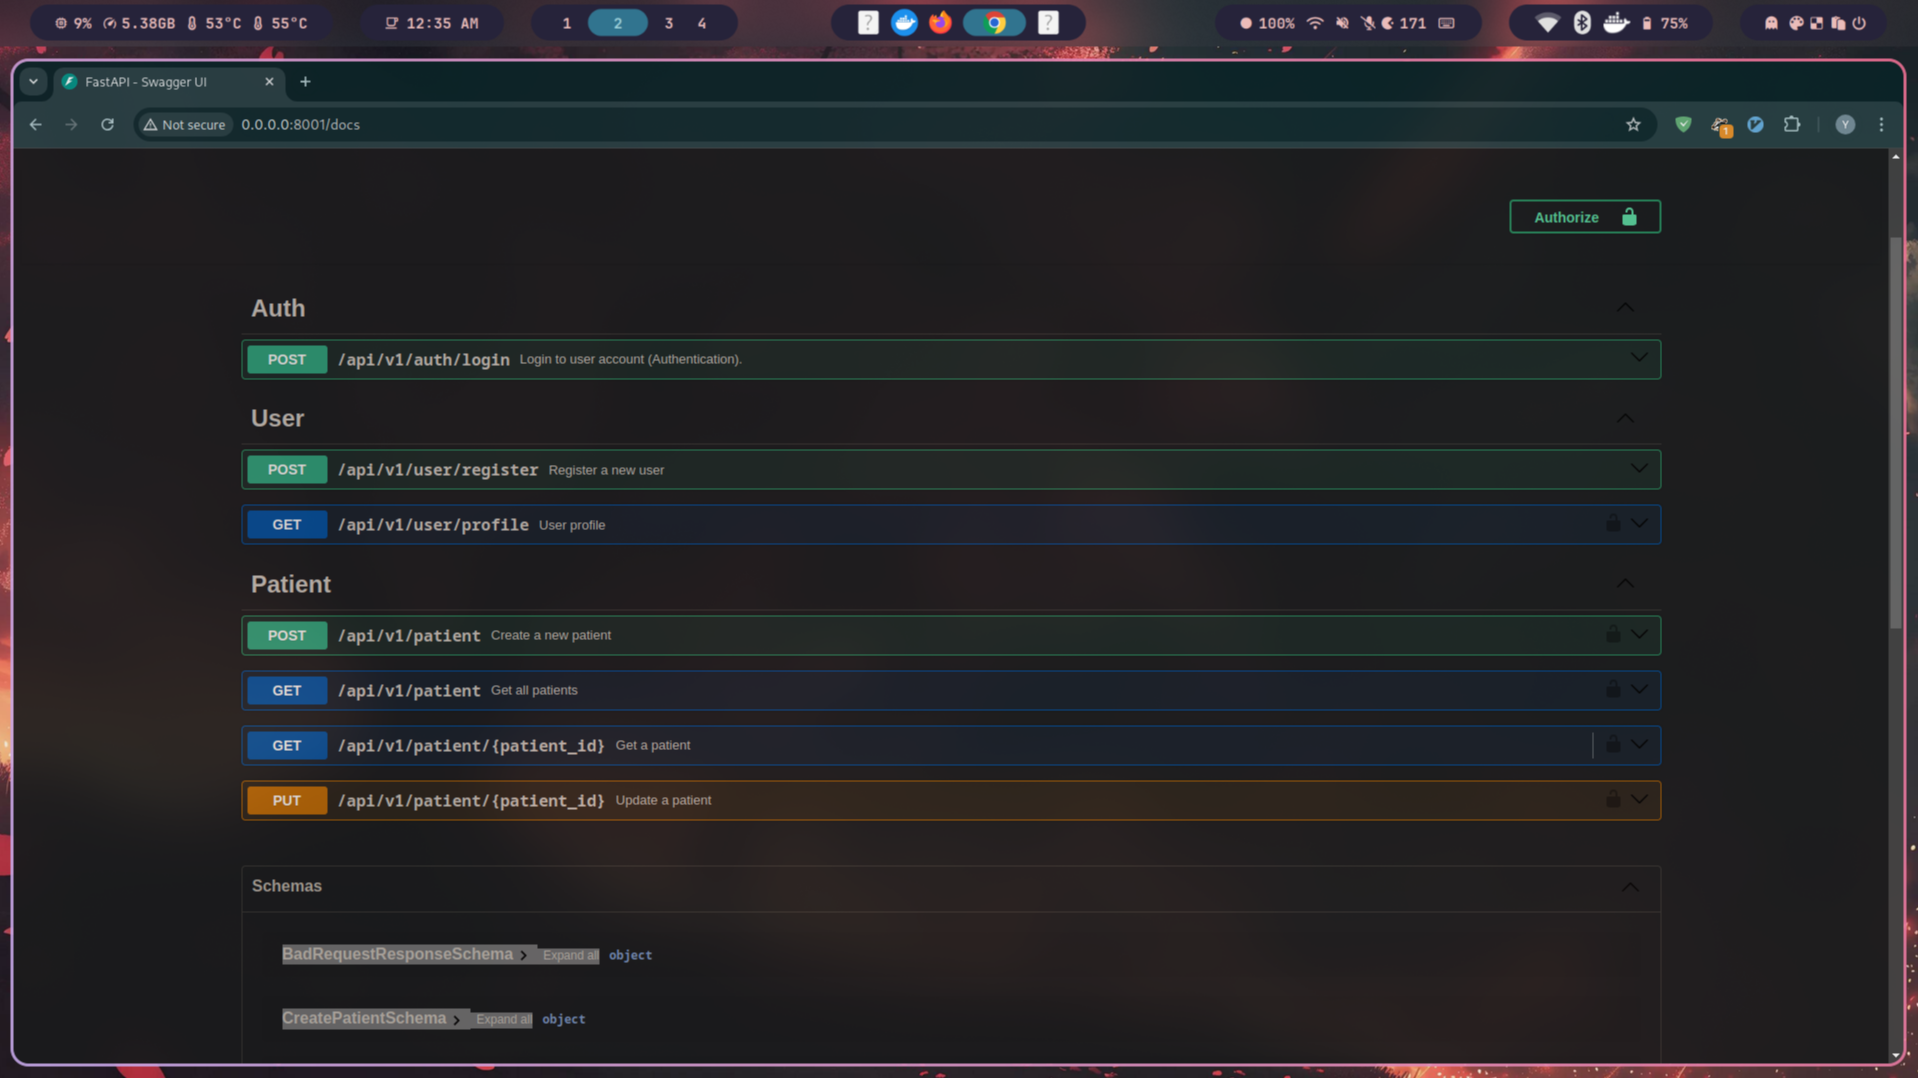 9% 5.38GB 53°C 55°C 12:35 AM 1 2 3 4 ? ? 100% 171 75%
FastAPI - Swagger UI
Not secure 0.0.0.0:8001/docs 1 Y
Authorize
Auth
POST /api/v1/auth/login Login to user account (Authentication).
User
POST /api/v1/user/register Register a new user
GET /api/v1/user/profile User profile
Patient
POST /api/v1/patient Create a new patient
GET /api/v1/patient Get all patients
GET /api/v1/patient/{patient_id} Get a patient
PUT /api/v1/patient/{patient_id} Update a patient
Schemas
BadRequestResponseSchema Expand all object
CreatePatientSchema Expand all object